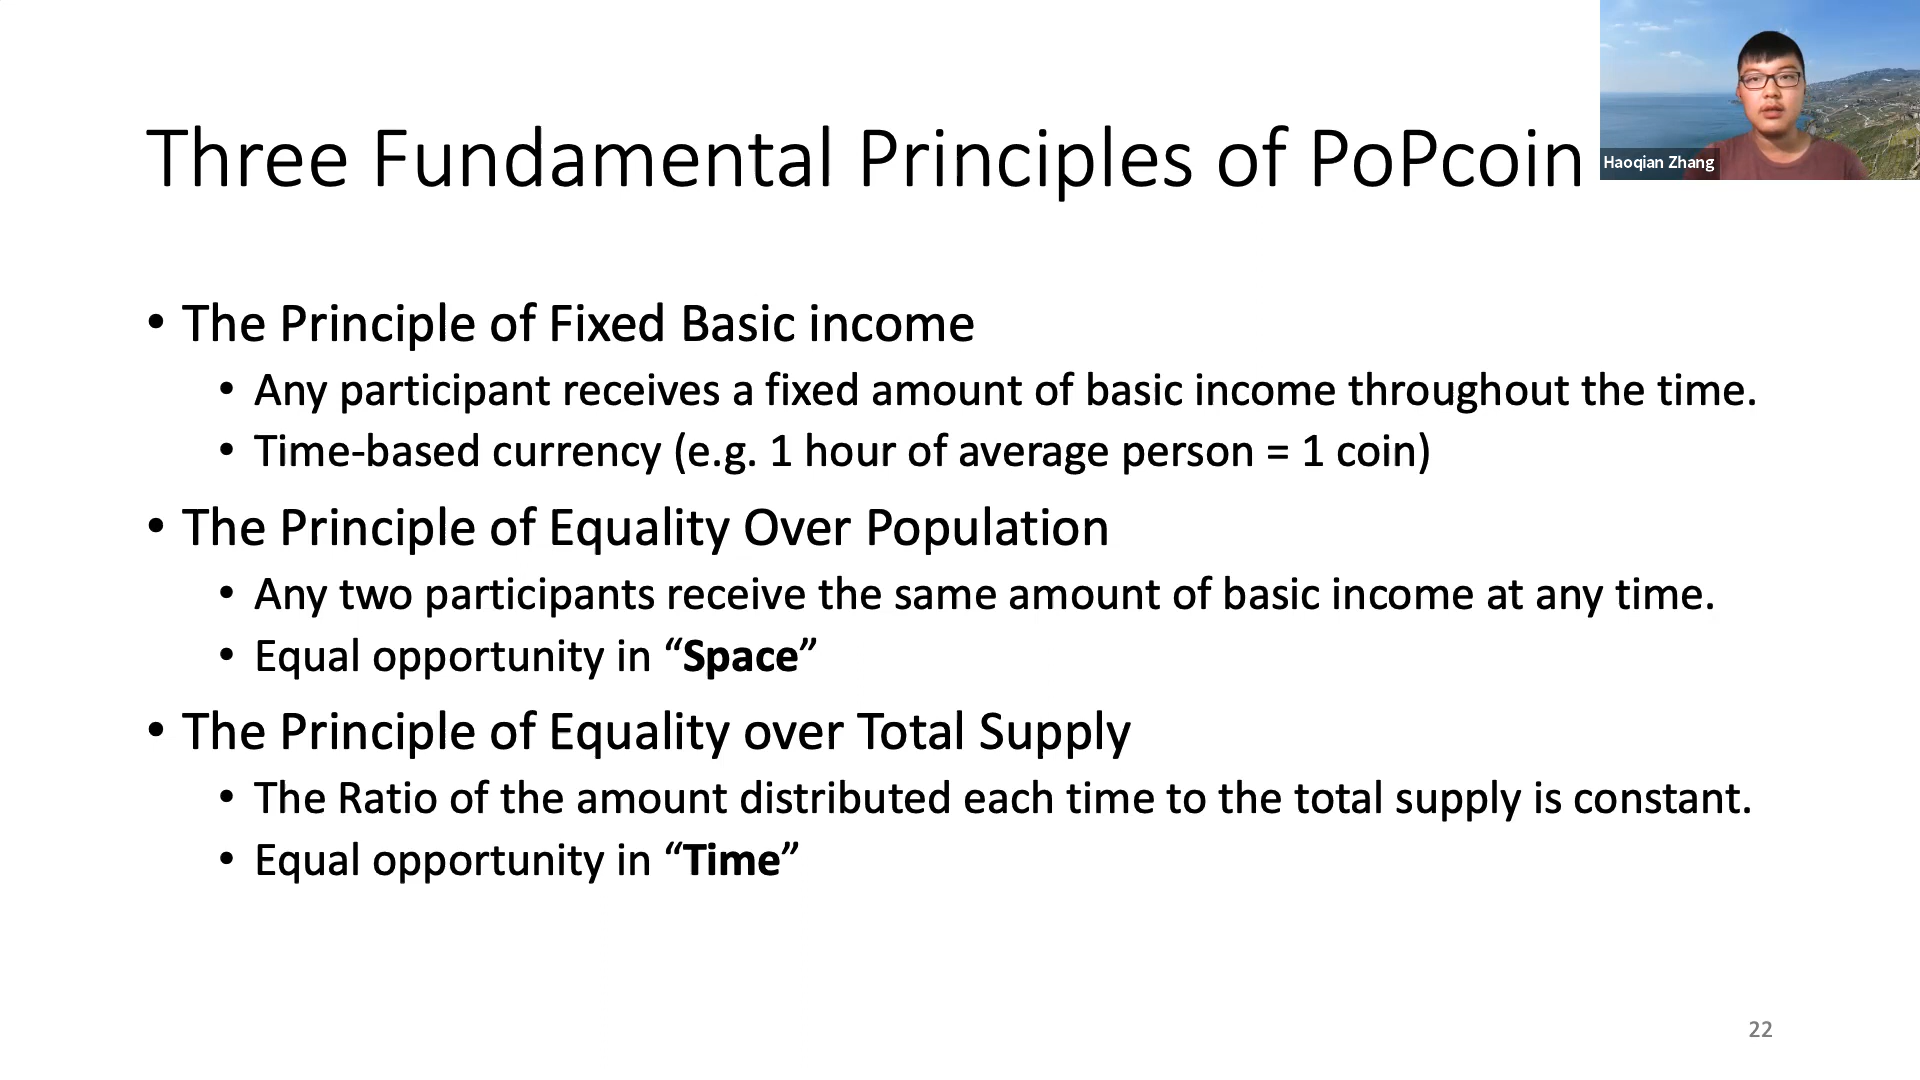 Three Fundamental Principles of PoPcoin
Haoqian Zhang
• The Principle of Fixed Basic income
• Any participant receives a fixed amount of basic income throughout the time.
• Time-based currency (e.g. 1 hour of average person = 1 coin)
• The Principle of Equality Over Population
• Any two participants receive the same amount of basic income at any time.
• Equal opportunity in “Space”
• The Principle of Equality over Total Supply
• The Ratio of the amount distributed each time to the total supply is constant.
• Equal opportunity in “Time”
22